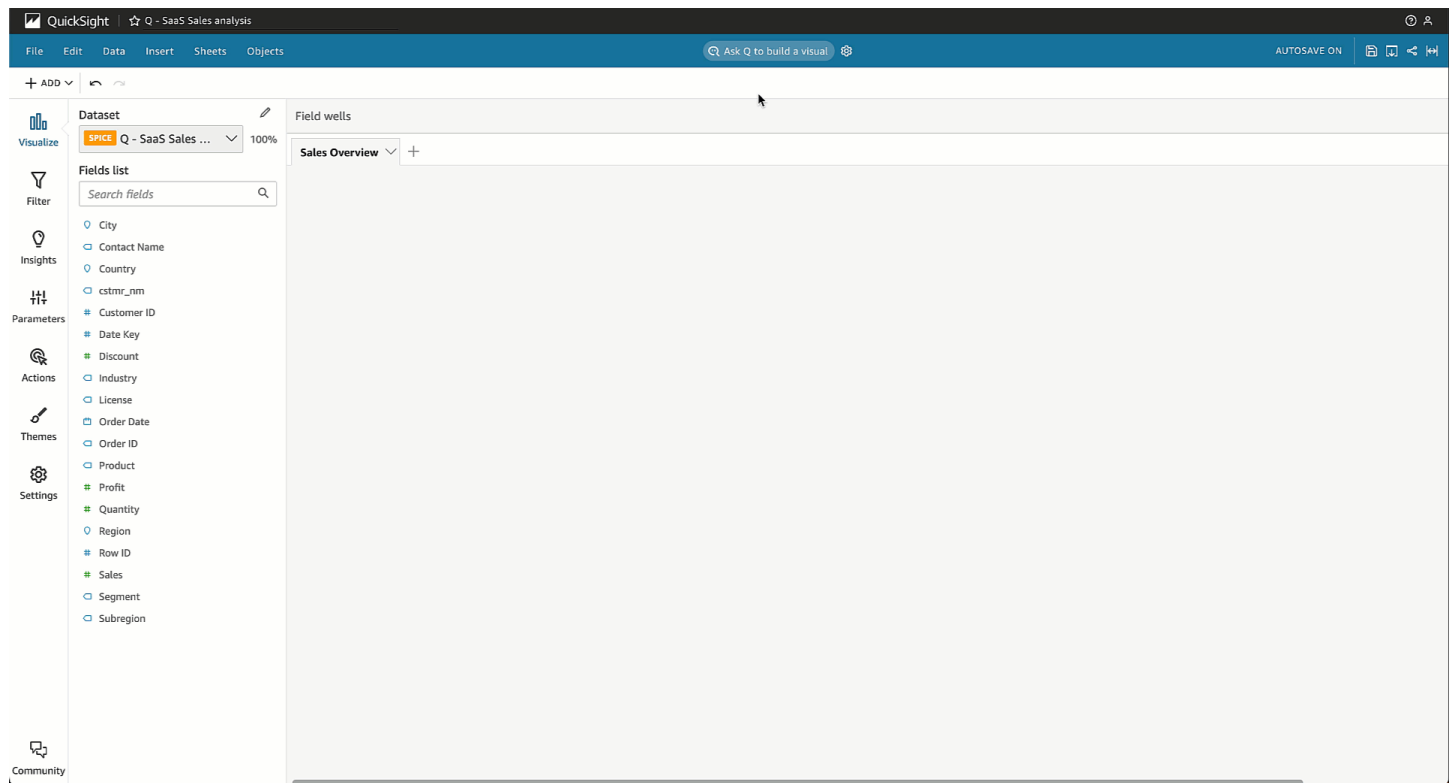 QuickSight Q - SaaS Sales analysis
File Edit Data Insert Sheets Objects Ask Q to build a visual AUTOSAVE ON
ADD
Visualize
Filter
Insights
Parameters
Actions
Themes
Settings
Community
Dataset
SPICE Q - SaaS Sales ... 100%
Fields list
Search fields
City
Contact Name
Country
cstmr_nm
Customer ID
Date Key
Discount
Industry
License
Order Date
Order ID
Product
Profit
Quantity
Region
Row ID
Sales
Segment
Subregion
Field wells
Sales Overview